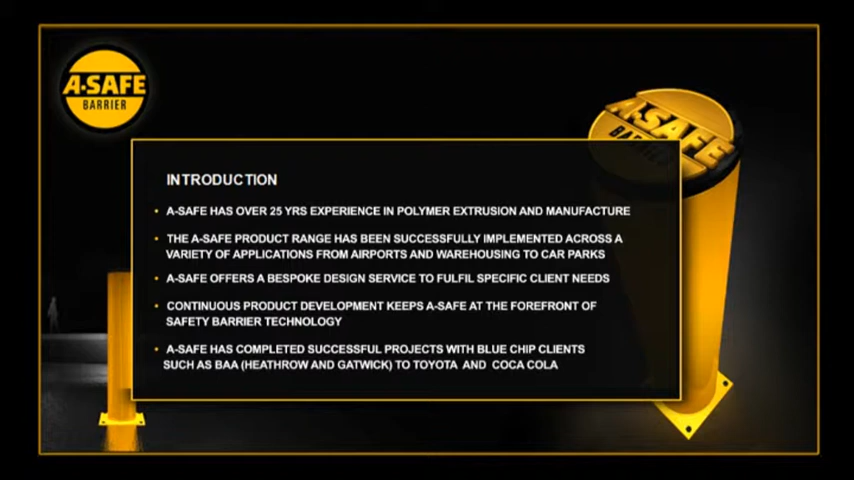 A-SAFE
BARRIER
A-SAFE
BARRIER
INTRODUCTION
• A-SAFE HAS OVER 25 YRS EXPERIENCE IN POLYMER EXTRUSION AND MANUFACTURE
• THE A-SAFE PRODUCT RANGE HAS BEEN SUCCESSFULLY IMPLEMENTED ACROSS A
VARIETY OF APPLICATIONS FROM AIRPORTS AND WAREHOUSING TO CAR PARKS
• A-SAFE OFFERS A BESPOKE DESIGN SERVICE TO FULFIL SPECIFIC CLIENT NEEDS
• CONTINUOUS PRODUCT DEVELOPMENT KEEPS A-SAFE AT THE FOREFRONT OF
SAFETY BARRIER TECHNOLOGY
• A-SAFE HAS COMPLETED SUCCESSFUL PROJECTS WITH BLUE CHIP CLIENTS
SUCH AS BAA (HEATHROW AND GATWICK) TO TOYOTA AND COCA COLA